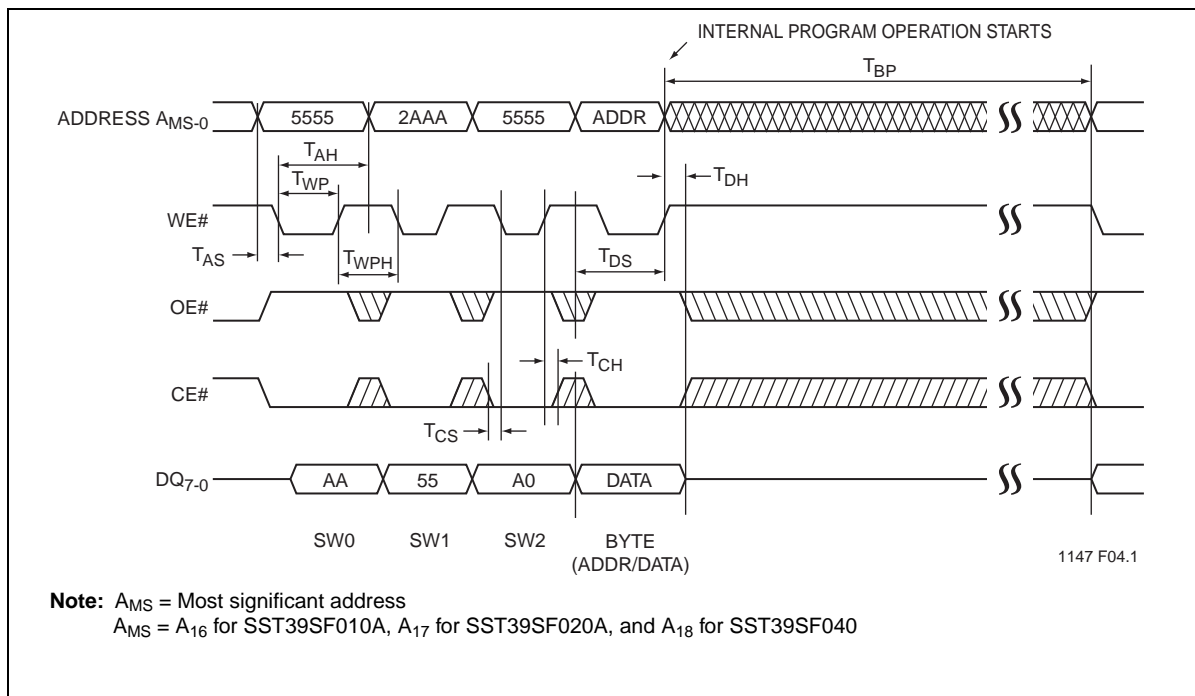 INTERNAL PROGRAM OPERATION STARTS
TBP
ADDRESS AMS-0
5555 2AAA 5555 ADDR
TAH
TWP
TDH
WE#
TAS
TWPH
TDS
OE#
TCH
CE#
TCS
DQ7-0
AA 55 A0 DATA
SW0 SW1 SW2 BYTE
(ADDR/DATA)
1147 F04.1
Note: AMS = Most significant address
AMS = A16 for SST39SF010A, A17 for SST39SF020A, and A18 for SST39SF040